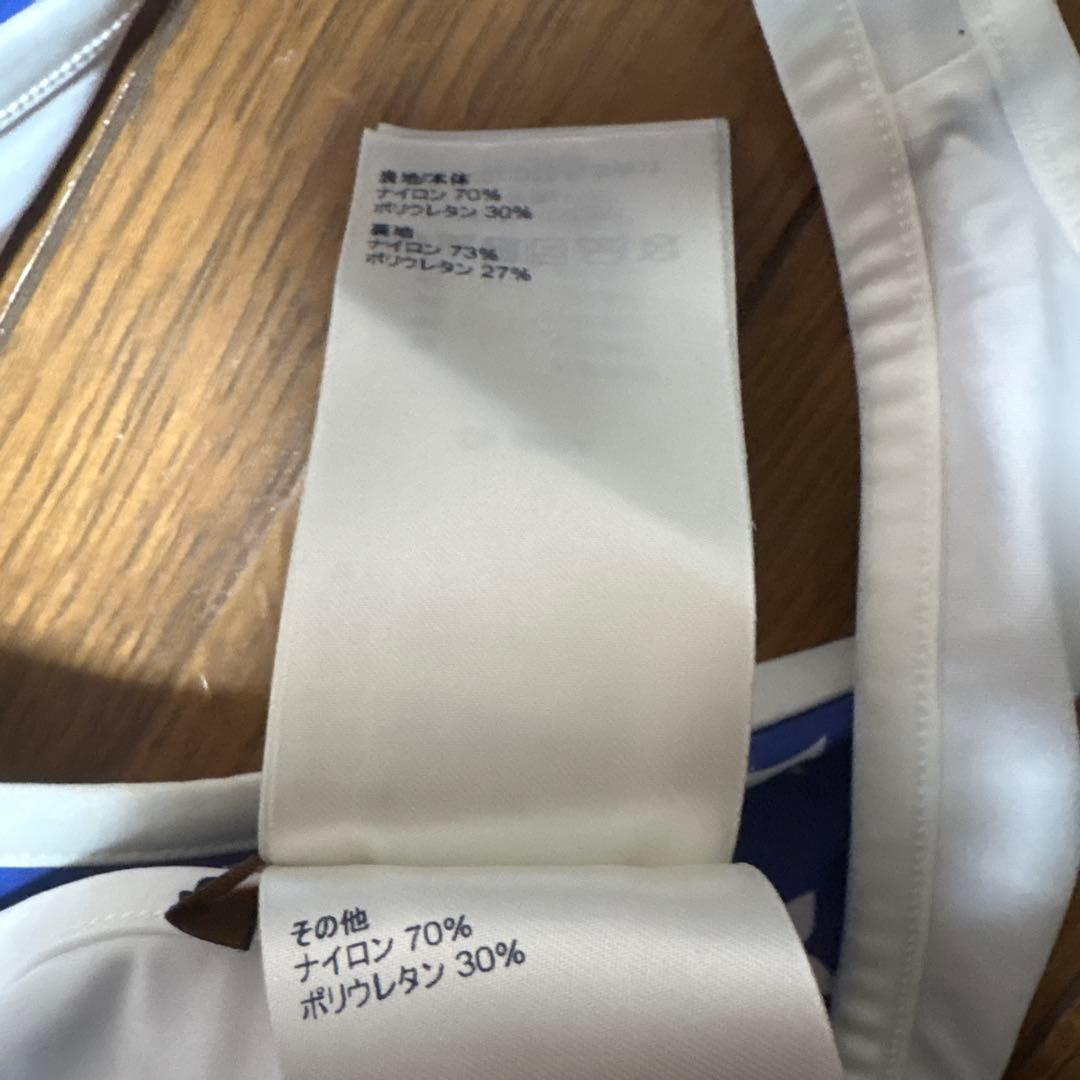 表地/本体
ナイロン 70%
ポリウレタン 30%
裏地
ナイロン 73%
ポリウレタン 27%
その他
ナイロン 70%
ポリウレタン 30%